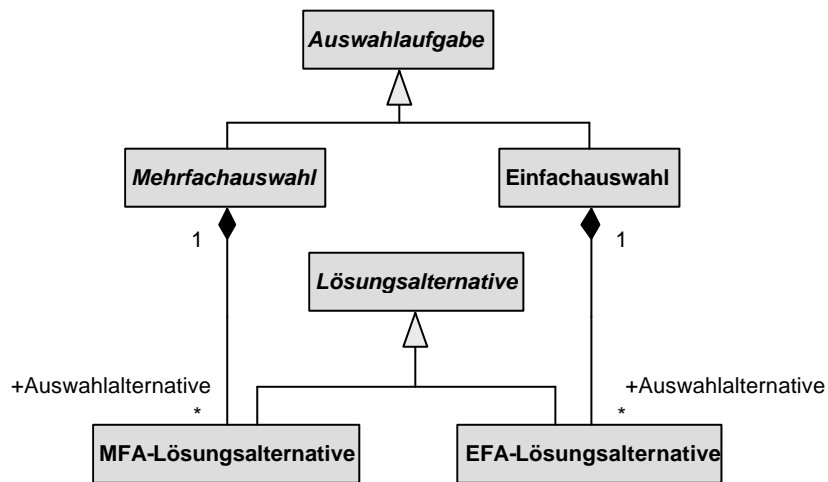 Auswahlaufgabe
Mehrfachauswahl
Einfachauswahl
1
1
Lösungsalternative
+Auswahlalternative
+Auswahlalternative
*
*
MFA-Lösungsalternative
EFA-Lösungsalternative